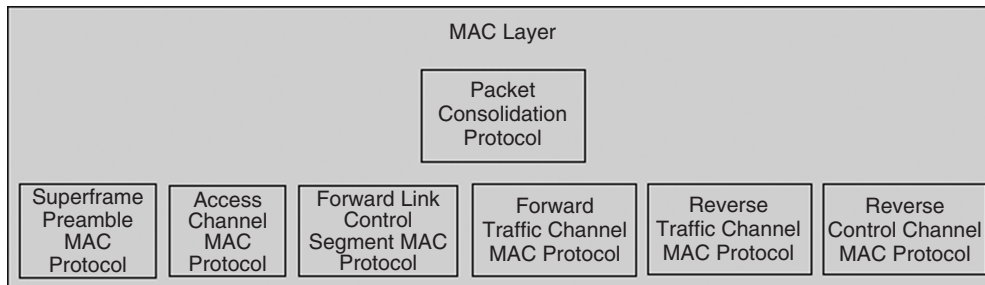 MAC Layer
Packet
Consolidation
Protocol
Superframe
Preamble
MAC
Protocol
Access
Channel
MAC
Protocol
Forward Link
Control
Segment MAC
Protocol
Forward
Traffic Channel
MAC Protocol
Reverse
Traffic Channel
MAC Protocol
Reverse
Control Channel
MAC Protocol